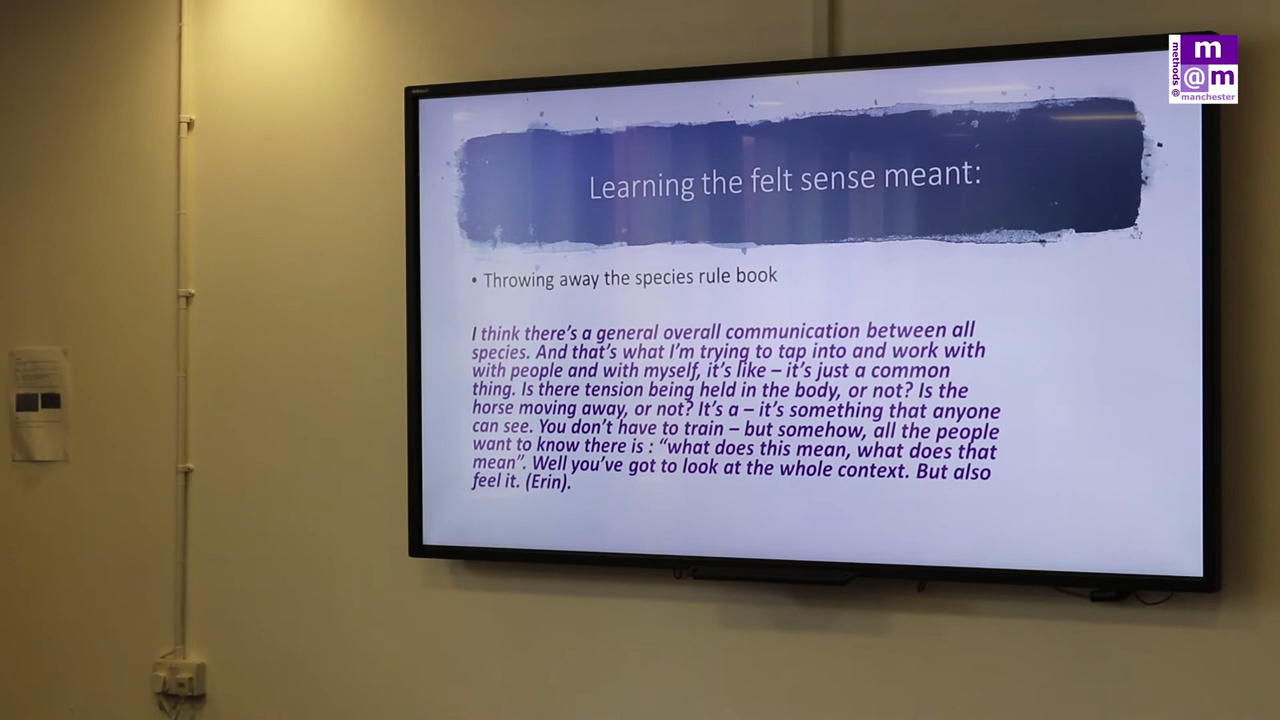 m
@m
methods@
manchester
Learning the felt sense meant:
• Throwing away the species rule book
I think there's a general overall communication between all
species. And that's what I'm trying to tap into and work with
with people and with myself, it's like – it's just a common
thing. Is there tension being held in the body, or not? Is the
horse moving away, or not? It's a – it's something that anyone
can see. You don't have to train – but somehow, all the people
want to know there is : “what does this mean, what does that
mean”. Well you've got to look at the whole context. But also
feel it. (Erin).